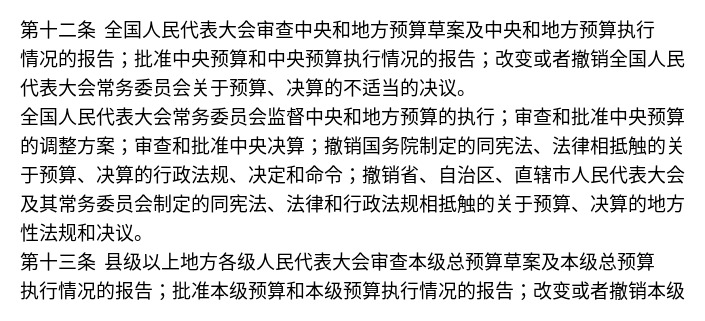 第十二条 全国人民代表大会审查中央和地方预算草案及中央和地方预算执行
情况的报告；批准中央预算和中央预算执行情况的报告；改变或者撤销全国人民
代表大会常务委员会关于预算、决算的不适当的决议。
全国人民代表大会常务委员会监督中央和地方预算的执行；审查和批准中央预算
的调整方案；审查和批准中央决算；撤销国务院制定的同宪法、法律相抵触的关
于预算、决算的行政法规、决定和命令；撤销省、自治区、直辖市人民代表大会
及其常务委员会制定的同宪法、法律和行政法规相抵触的关于预算、决算的地方
性法规和决议。
第十三条 县级以上地方各级人民代表大会审查本级总预算草案及本级总预算
执行情况的报告；批准本级预算和本级预算执行情况的报告；改变或者撤销本级